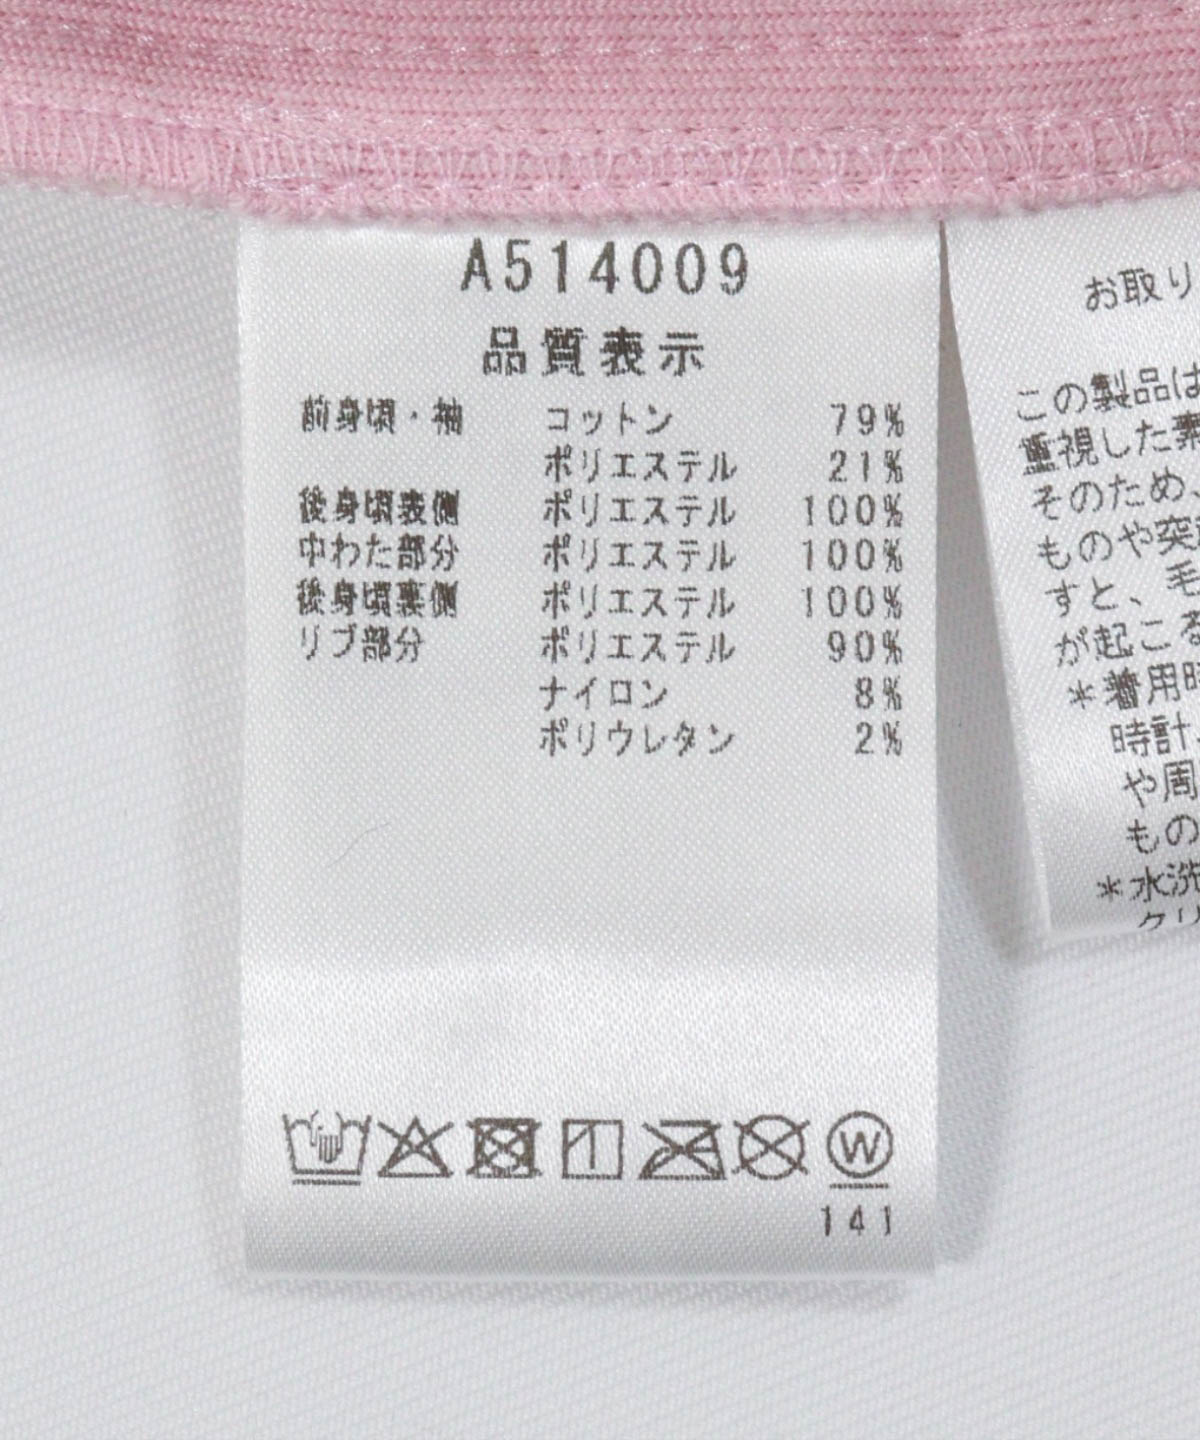 A514009
品質表示
前身頃・袖 コットン 79%
ポリエステル 21%
後身頃表側 ポリエステル 100%
中わた部分 ポリエステル 100%
後身頃裏側 ポリエステル 100%
リブ部分 ポリエステル 90%
ナイロン 8%
ポリウレタン 2%
W
141
お取り
この製品は
重視した素
そのため、
ものや突
すと、毛
が起こる
＊着用時
時計、
や周
もの
＊水洗
クリ